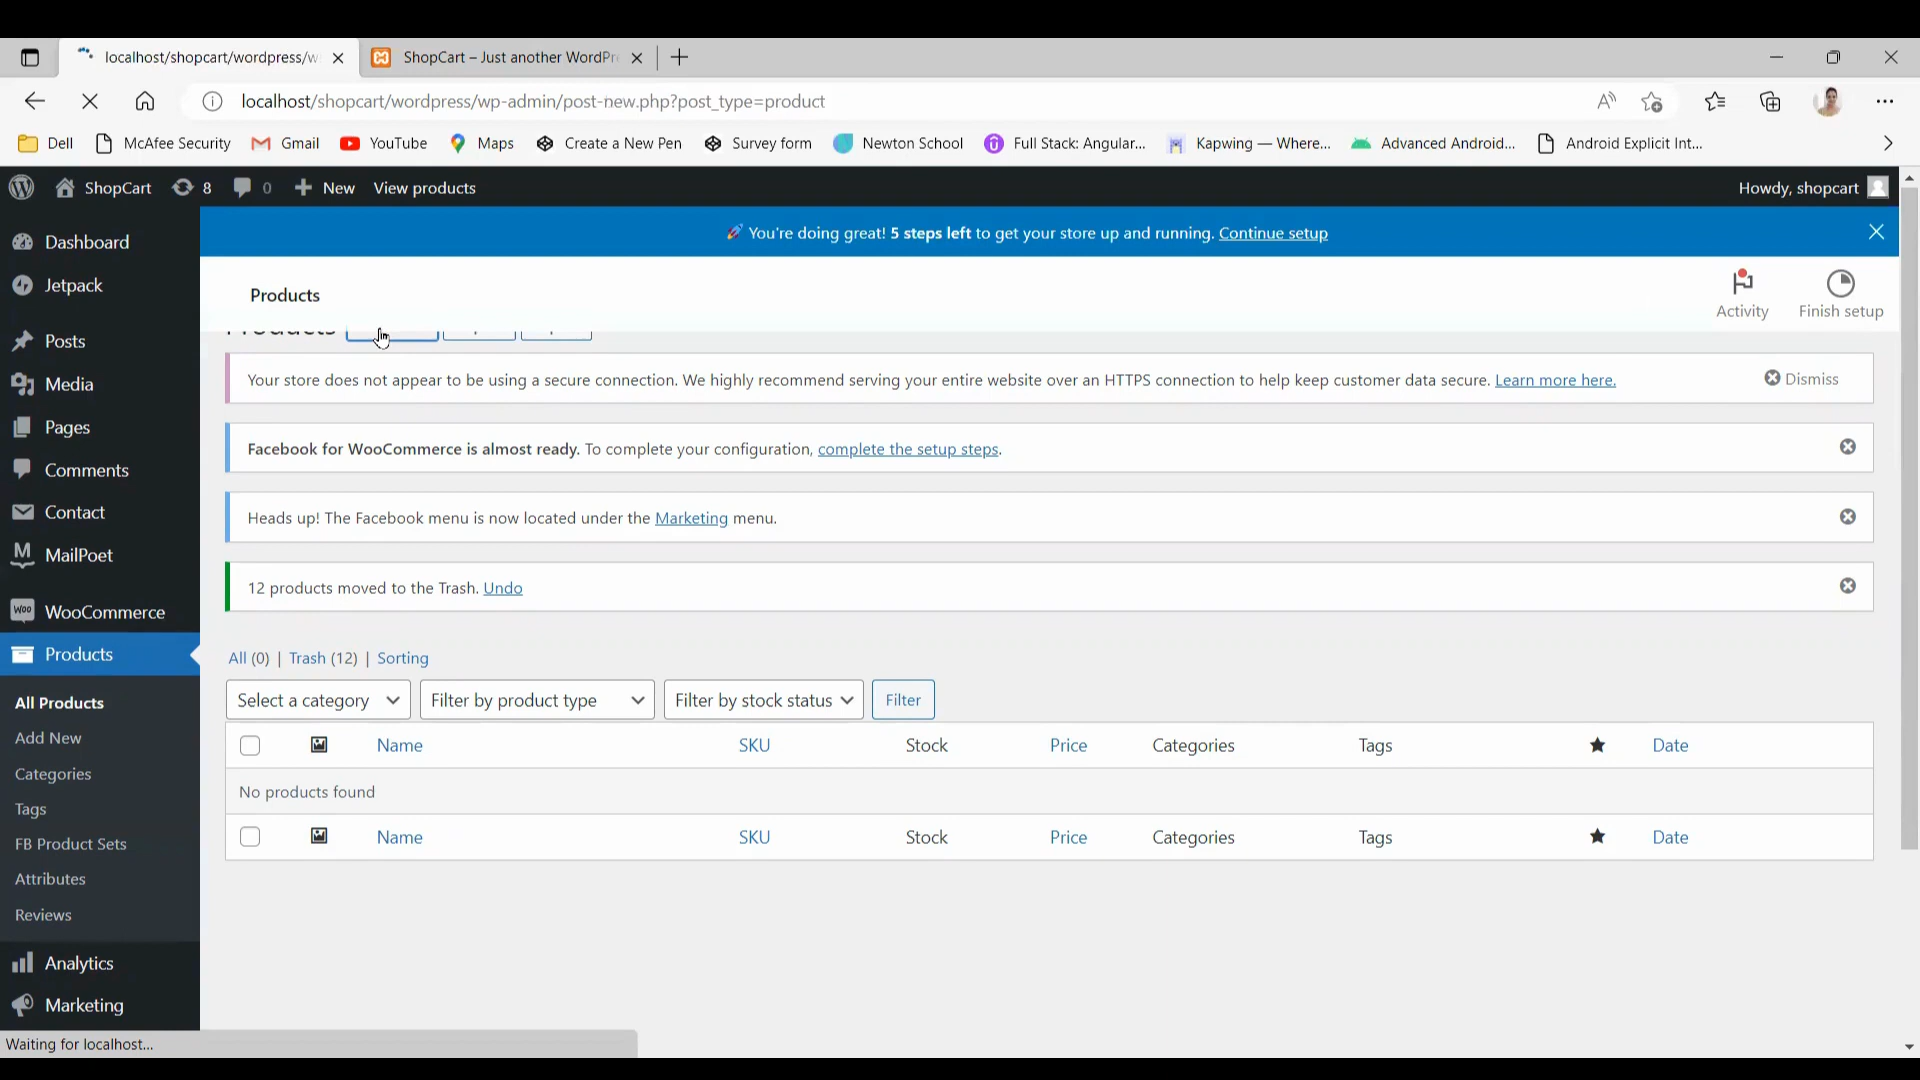 localhost/shopcart/wordpress/w
ShopCart – Just another WordPr
localhost/shopcart/wordpress/wp-admin/post-new.php?post_type=product
Dell McAfee Security Gmail YouTube Maps Create a New Pen Survey form Newton School Full Stack: Angular... Kapwing — Where... Advanced Android... Android Explicit Int...
ShopCart 8 0 New View products Howdy, shopcart
You're doing great! 5 steps left to get your store up and running. Continue setup
Products
Activity
Finish setup
Dashboard
Jetpack
Posts
Media
Pages
Comments
Contact
MailPoet
WooCommerce
Products
All Products
Add New
Categories
Tags
FB Product Sets
Attributes
Reviews
Analytics
Marketing
Your store does not appear to be using a secure connection. We highly recommend serving your entire website over an HTTPS connection to help keep customer data secure. Learn more here. Dismiss
Facebook for WooCommerce is almost ready. To complete your configuration, complete the setup steps.
Heads up! The Facebook menu is now located under the Marketing menu.
12 products moved to the Trash. Undo
All (0) | Trash (12) | Sorting
Select a category Filter by product type Filter by stock status Filter
Name SKU Stock Price Categories Tags Date
No products found
Name SKU Stock Price Categories Tags Date
Waiting for localhost...